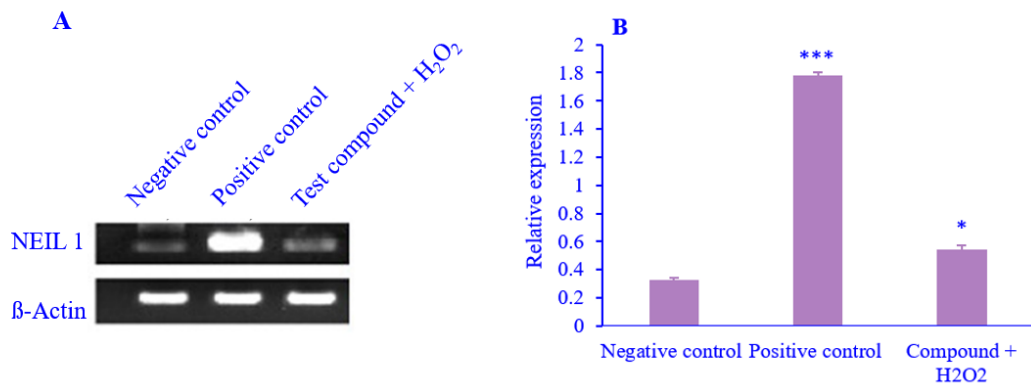 A
Negative control
Positive control
Test compound + H₂O₂
NEIL 1
ß-Actin
B
Relative expression
2
1.8
1.6
1.4
1.2
1
0.8
0.6
0.4
0.2
0
***
*
Negative control
Positive control
Compound +
H2O2